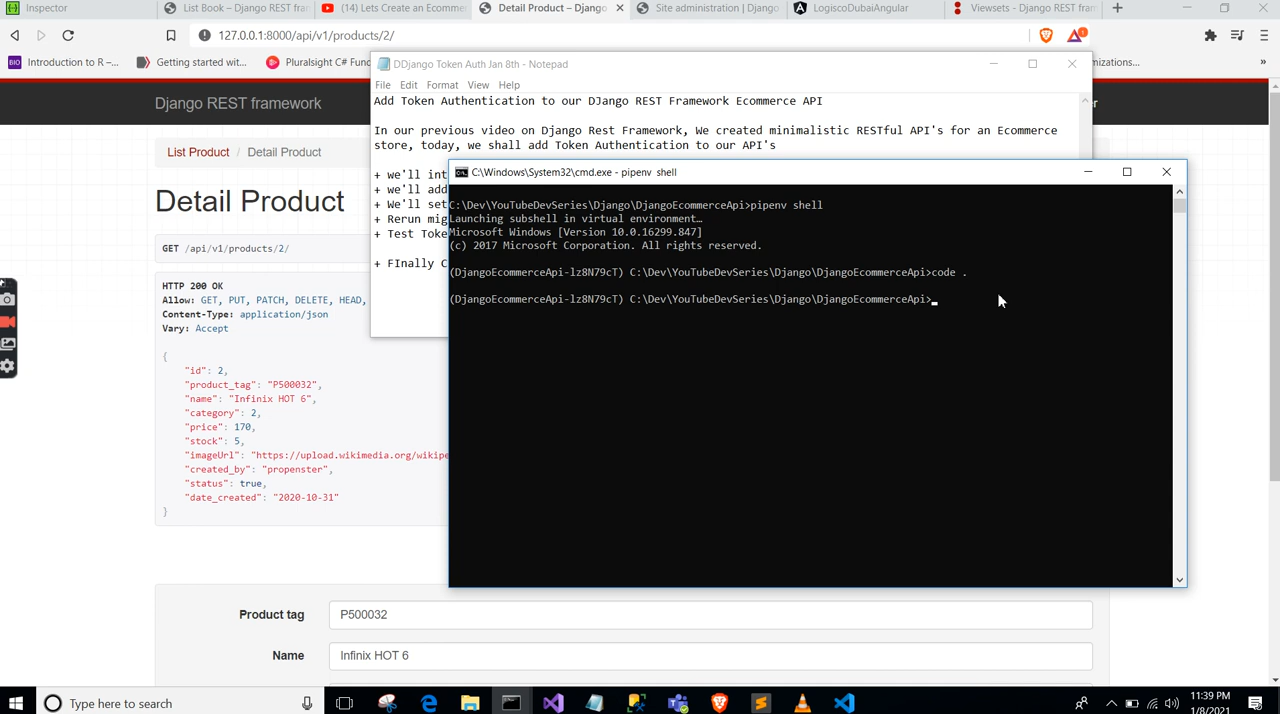 Inspector
List Book – Django REST fran
(14) Lets Create an Ecommer
Detail Product – Django
Site administration | Django
LogiscoDubaiAngular
Viewsets - Django REST fram
127.0.0.1:8000/api/v1/products/2/
Introduction to R –...
Getting started wit...
Pluralsight C# Fund
mizations...
Django REST framework
List Product / Detail Product
Detail Product
GET /api/v1/products/2/
HTTP 200 OK
Allow: GET, PUT, PATCH, DELETE, HEAD,
Content-Type: application/json
Vary: Accept
{
"id": 2,
"product_tag": "P500032",
"name": "Infinix HOT 6",
"category": 2,
"price": 170,
"stock": 5,
"imageUrl": "https://upload.wikimedia.org/wikipe
"created_by": "propenster",
"status": true,
"date_created": "2020-10-31"
}
Product tag
P500032
Name
Infinix HOT 6
DDjango Token Auth Jan 8th - Notepad
File Edit Format View Help
Add Token Authentication to our DJango REST Framework Ecommerce API
In our previous video on Django Rest Framework, We created minimalistic RESTful API's for an Ecommerce
store, today, we shall add Token Authentication to our API's
+ we'll int
+ we'll add
+ We'll set
+ Rerun mig
+ Test Toke
+ FInally C
C:\Windows\System32\cmd.exe - pipenv shell
C:\Dev\YouTubeDevSeries\Django\DjangoEcommerceApi>pipenv shell
Launching subshell in virtual environment…
Microsoft Windows [Version 10.0.16299.847]
(c) 2017 Microsoft Corporation. All rights reserved.
(DjangoEcommerceApi-lz8N79cT) C:\Dev\YouTubeDevSeries\Django\DjangoEcommerceApi>code .
(DjangoEcommerceApi-lz8N79cT) C:\Dev\YouTubeDevSeries\Django\DjangoEcommerceApi>
Type here to search
11:39 PM
1/8/2021